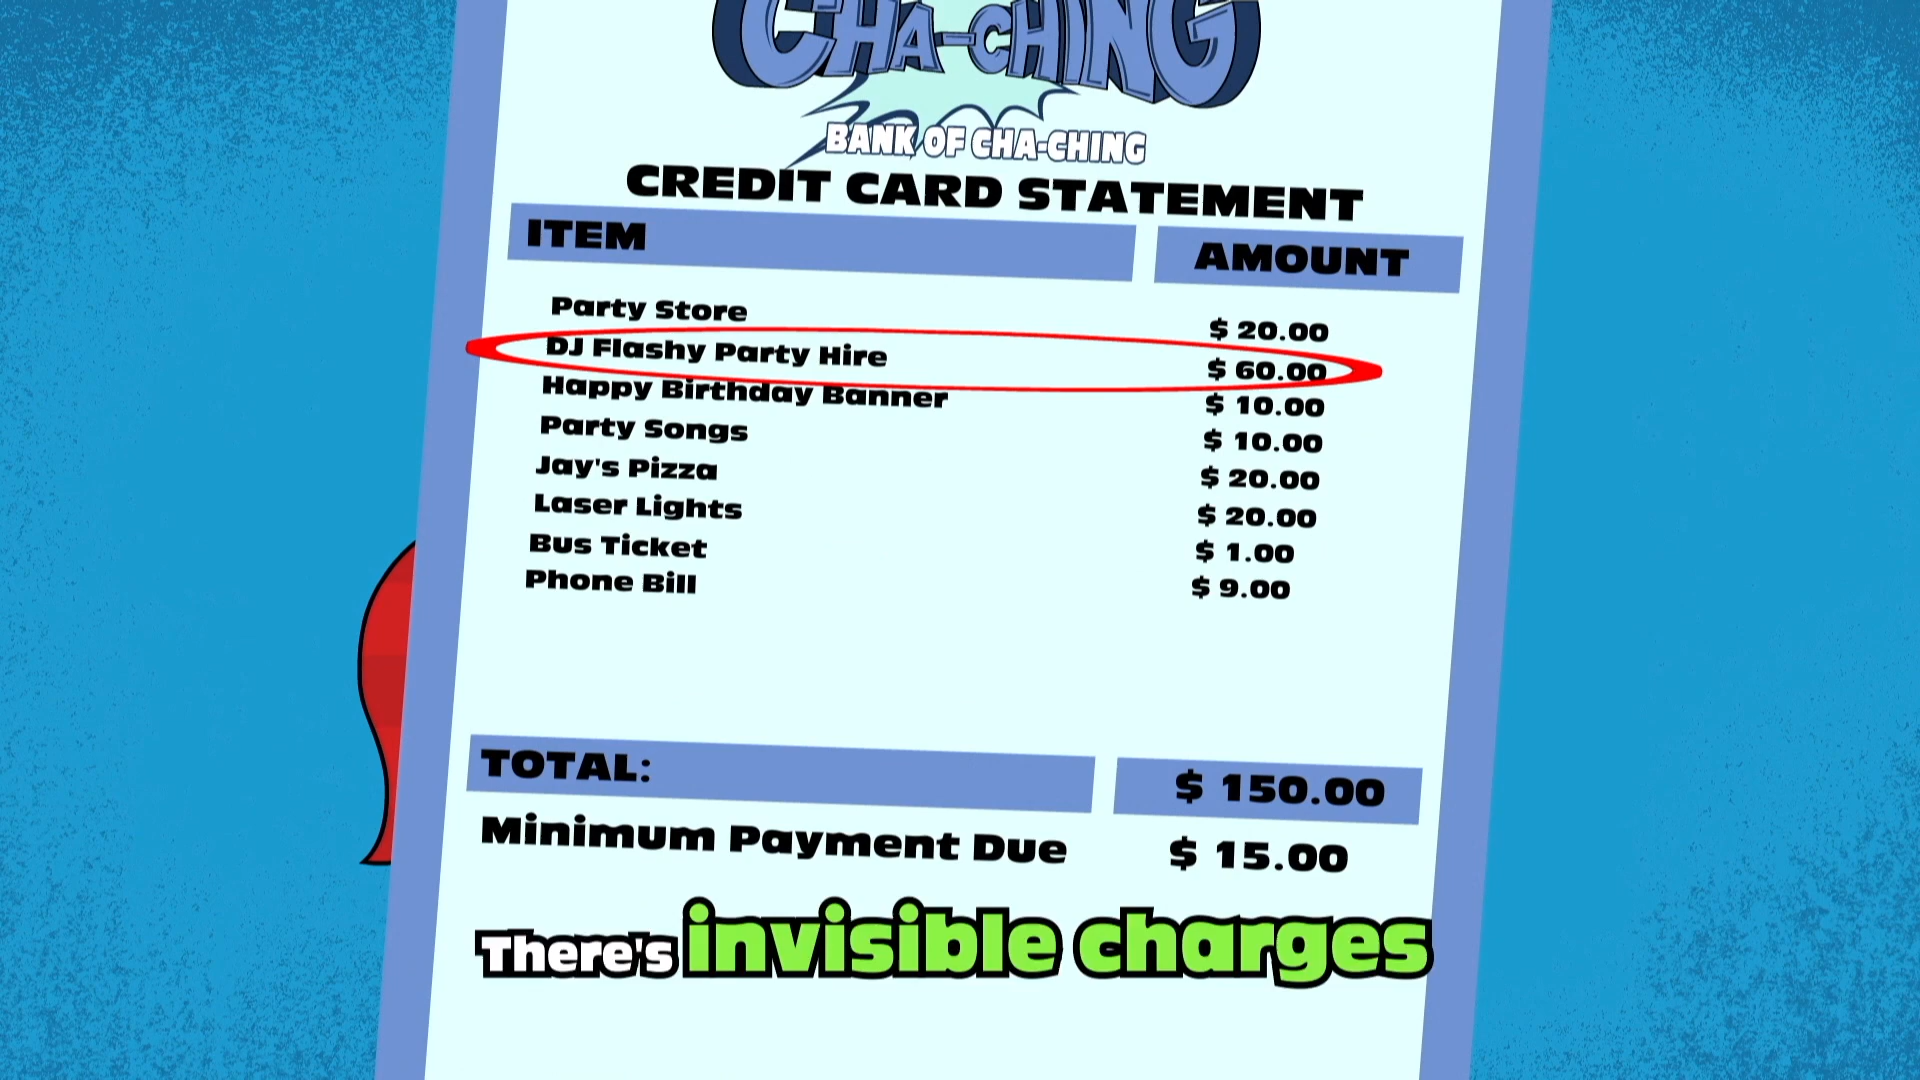 CHA-CHING
BANK OF CHA-CHING
CREDIT CARD STATEMENT
ITEM AMOUNT
Party Store $ 20.00
DJ Flashy Party Hire $ 60.00
Happy Birthday Banner $ 10.00
Party Songs $ 10.00
Jay's Pizza $ 20.00
Laser Lights $ 20.00
Bus Ticket $ 1.00
Phone Bill $ 9.00
TOTAL: $ 150.00
Minimum Payment Due $ 15.00
There's invisible charges